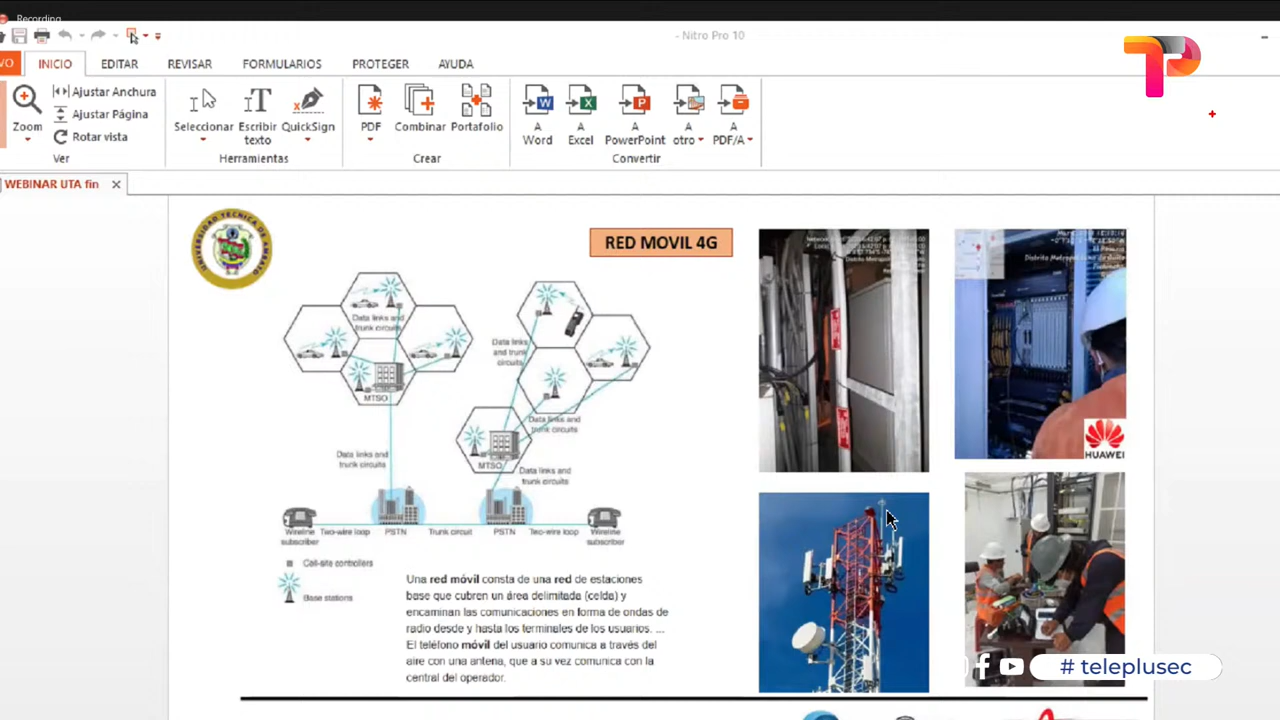 Recording
- Nitro Pro 10
VO
INICIO
EDITAR
REVISAR
FORMULARIOS
PROTEGER
AYUDA
Zoom
Ajustar Anchura
Ajustar Página
Rotar vista
Ver
Seleccionar
Escribir
texto
QuickSign
Herramientas
PDF
Combinar
Portafolio
Crear
A
Word
A
Excel
A
PowerPoint
A
otro
A
PDF/A
Convertir
WEBINAR UTA fin
UNIVERSIDAD TECNICA DE AMBATO
RED MOVIL 4G
Data links and
trunk circuits
MTSO
Data links
and trunk
circuits
Data links and
trunk circuits
MTSO
Data links and
trunk circuits
Data links and
trunk circuits
Wireline
subscriber
Two-wire loop
PSTN
Trunk circuit
PSTN
Two-wire loop
Wireline
subscriber
Cell-site controllers
Base stations
Una red móvil consta de una red de estaciones
base que cubren un área delimitada (celda) y
encaminan las comunicaciones en forma de ondas de
radio desde y hasta los terminales de los usuarios. ...
El teléfono móvil del usuario comunica a través del
aire con una antena, que a su vez comunica con la
central del operador.
HUAWEI
# teleplusec